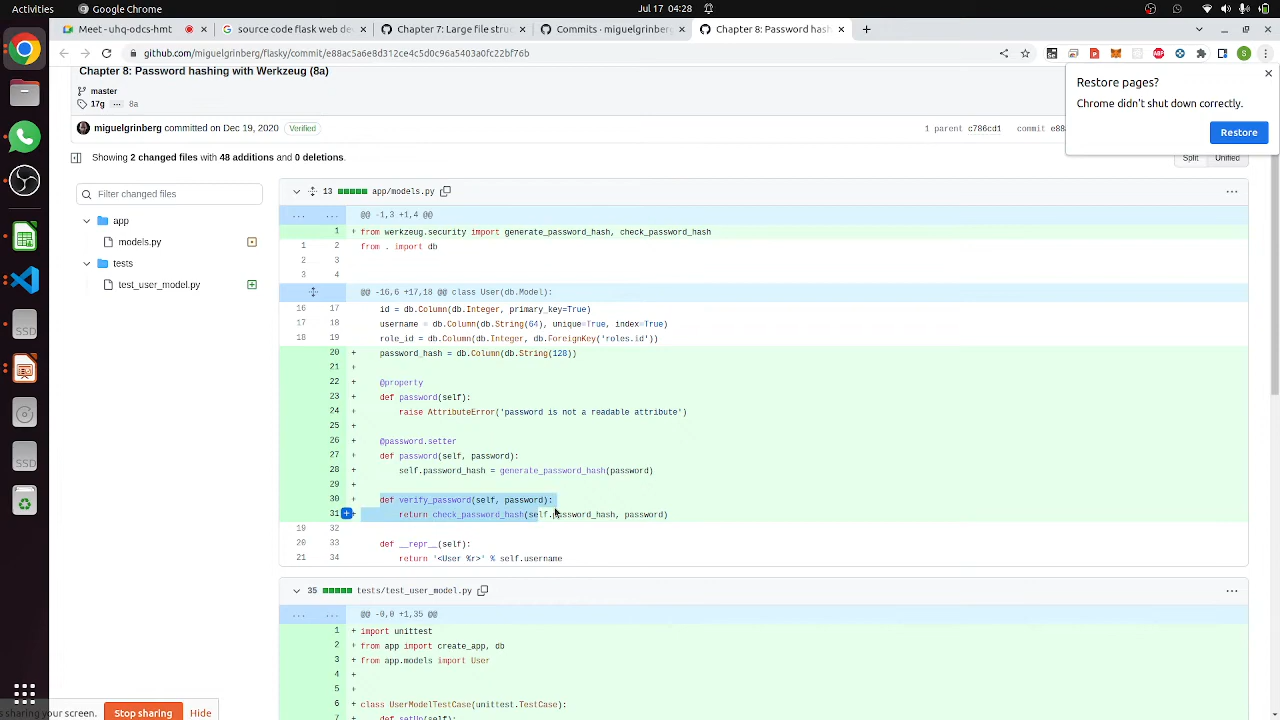 Activities
Google Chrome
Jul 17 04:28
Meet - uhq-odcs-hmt
source code flask web de
Chapter 7: Large file struc
Commits · miguelgrinberg
Chapter 8: Password hash
github.com/miguelgrinberg/flasky/commit/e88ac5a6e8d312ce4c5d0c96a5403a0fc22bf76b
Restore pages?
Chrome didn't shut down correctly.
Restore
Chapter 8: Password hashing with Werkzeug (8a)
master
17g ... 8a
miguelgrinberg committed on Dec 19, 2020 Verified
1 parent c786cd1 commit e88
Showing 2 changed files with 48 additions and 0 deletions.
Split Unified
Filter changed files
app
models.py
tests
test_user_model.py
13 app/models.py
... ... @@ -1,3 +1,4 @@
1 + from werkzeug.security import generate_password_hash, check_password_hash
1 2 from . import db
2 3
3 4
@@ -16,6 +17,18 @@ class User(db.Model):
16 17 id = db.Column(db.Integer, primary_key=True)
17 18 username = db.Column(db.String(64), unique=True, index=True)
18 19 role_id = db.Column(db.Integer, db.ForeignKey('roles.id'))
20 + password_hash = db.Column(db.String(128))
21 +
22 + @property
23 + def password(self):
24 + raise AttributeError('password is not a readable attribute')
25 +
26 + @password.setter
27 + def password(self, password):
28 + self.password_hash = generate_password_hash(password)
29 +
30 + def verify_password(self, password):
31 + return check_password_hash(self.password_hash, password)
19 32
20 33 def __repr__(self):
21 34 return '<User %r>' % self.username
35 tests/test_user_model.py
... ... @@ -0,0 +1,35 @@
1 + import unittest
2 + from app import create_app, db
3 + from app.models import User
4 +
5 +
6 + class UserModelTestCase(unittest.TestCase):
7 + def setUp(self):
s sharing your screen. Stop sharing Hide
SSD
SSD